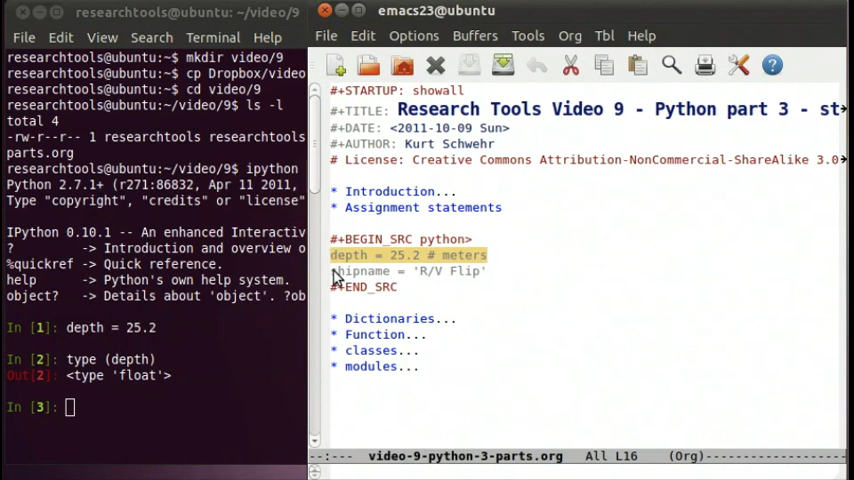 researchtools@ubuntu: ~/video/9
File Edit View Search Terminal Help
researchtools@ubuntu:~$ mkdir video/9
researchtools@ubuntu:~$ cp Dropbox/video
researchtools@ubuntu:~$ cd video/9
researchtools@ubuntu:~/video/9$ ls -l
total 4
-rw-r--r-- 1 researchtools researchtools
parts.org
researchtools@ubuntu:~/video/9$ ipython
Python 2.7.1+ (r271:86832, Apr 11 2011,
Type "copyright", "credits" or "license"
IPython 0.10.1 -- An enhanced Interactiv
? -> Introduction and overview o
%quickref -> Quick reference.
help -> Python's own help system.
object? -> Details about 'object'. ?ob
In [1]: depth = 25.2
In [2]: type (depth)
Out[2]: <type 'float'>
In [3]:
emacs23@ubuntu
File Edit Options Buffers Tools Org Tbl Help
#+STARTUP: showall
#+TITLE: Research Tools Video 9 - Python part 3 - st
#+DATE: <2011-10-09 Sun>
#+AUTHOR: Kurt Schwehr
# License: Creative Commons Attribution-NonCommercial-ShareAlike 3.0
* Introduction...
* Assignment statements
#+BEGIN_SRC python>
depth = 25.2 # meters
shipname = 'R/V Flip'
#+END_SRC
* Dictionaries...
* Function...
* classes...
* modules...
--:--- video-9-python-3-parts.org All L16 (Org)